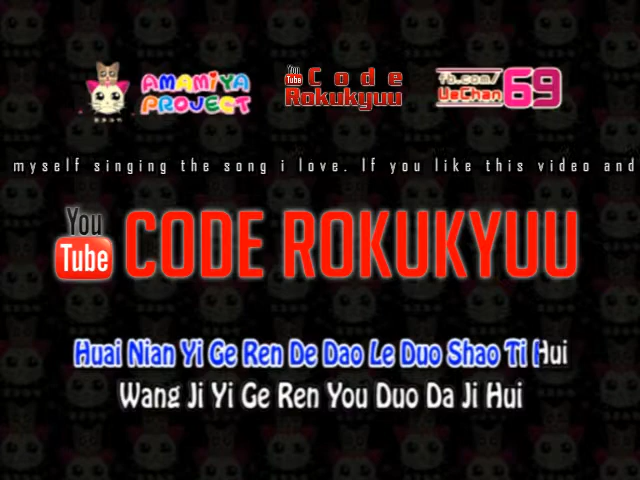 AMAMIYA
PROJECT
You
Tube
Code
Rokukyuu
fb.com/
UeChan
69
myself singing the song i love. If you like this video and
You
Tube
CODE ROKUKYUU
Huai Nian Yi Ge Ren De Dao Le Duo Shao Ti Hui
Wang Ji Yi Ge Ren You Duo Da Ji Hui